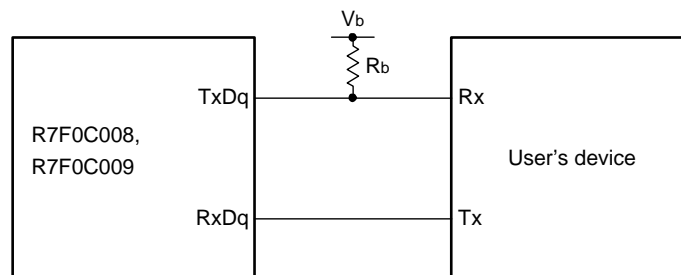 Vb
Rb
TxDq
Rx
R7F0C008,
R7F0C009
User's device
RxDq
Tx